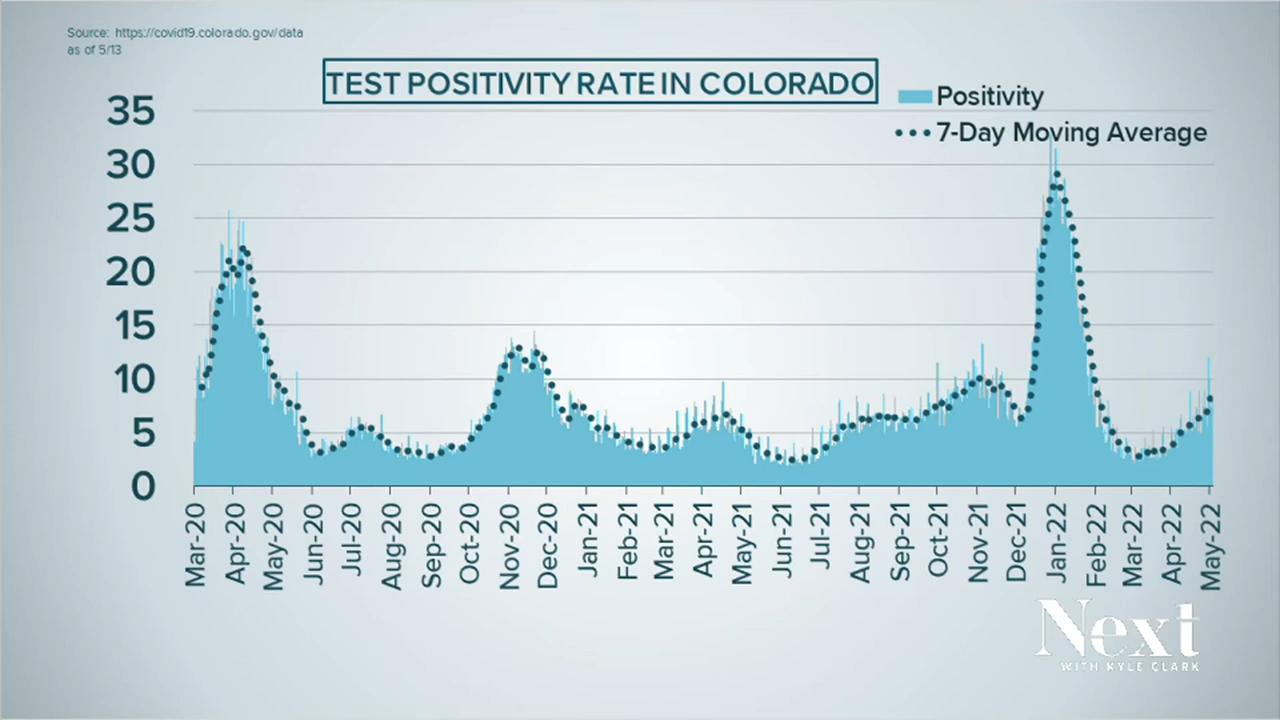 Source: https://covid19.colorado.gov/data
as of 5/13
TEST POSITIVITY RATE IN COLORADO
Positivity
7-Day Moving Average
35
30
25
20
15
10
5
0
Mar-20
Apr-20
May-20
Jun-20
Jul-20
Aug-20
Sep-20
Oct-20
Nov-20
Dec-20
Jan-21
Feb-21
Mar-21
Apr-21
May-21
Jun-21
Jul-21
Aug-21
Sep-21
Oct-21
Nov-21
Dec-21
Jan-22
Feb-22
Mar-22
Apr-22
May-22
Next
WITH KYLE CLARK